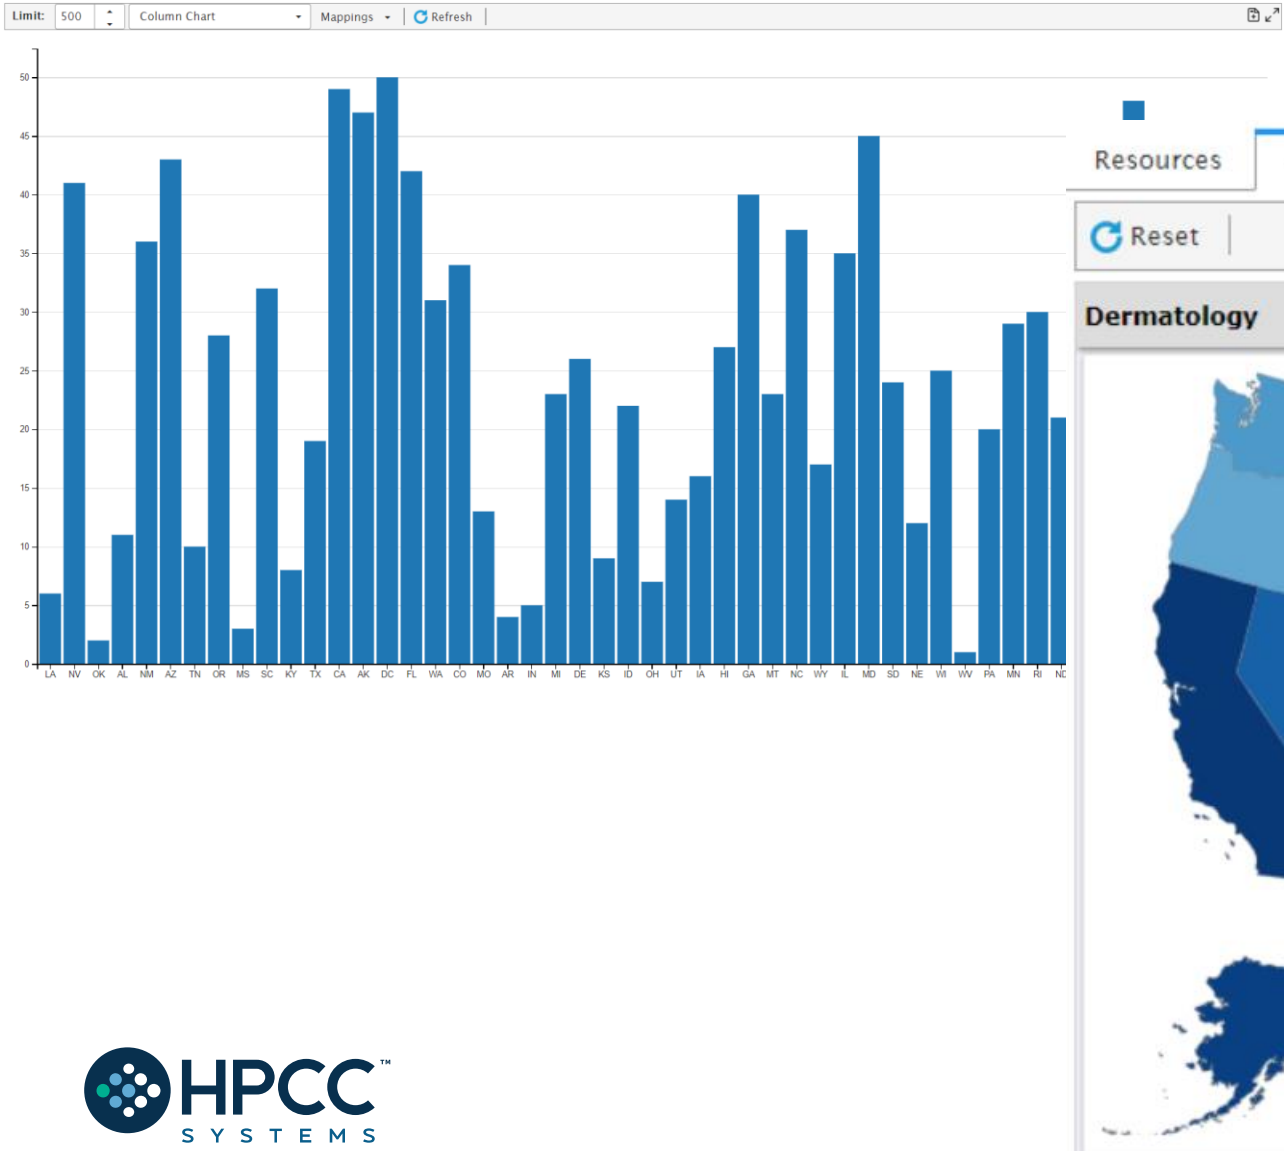 Limit: 500 Column Chart Mappings Refresh
50
45
40
35
30
25
20
15
10
5
0
LA NV OK AL NM AZ TN OR MS SC KY TX CA AK DC FL WA CO MO AR IN MI DE KS ID OH UT IA HI GA MT NC WY IL MD SD NE WI WV PA MN RI ND
Resources
Reset
Dermatology
HPCC™
SYSTEMS